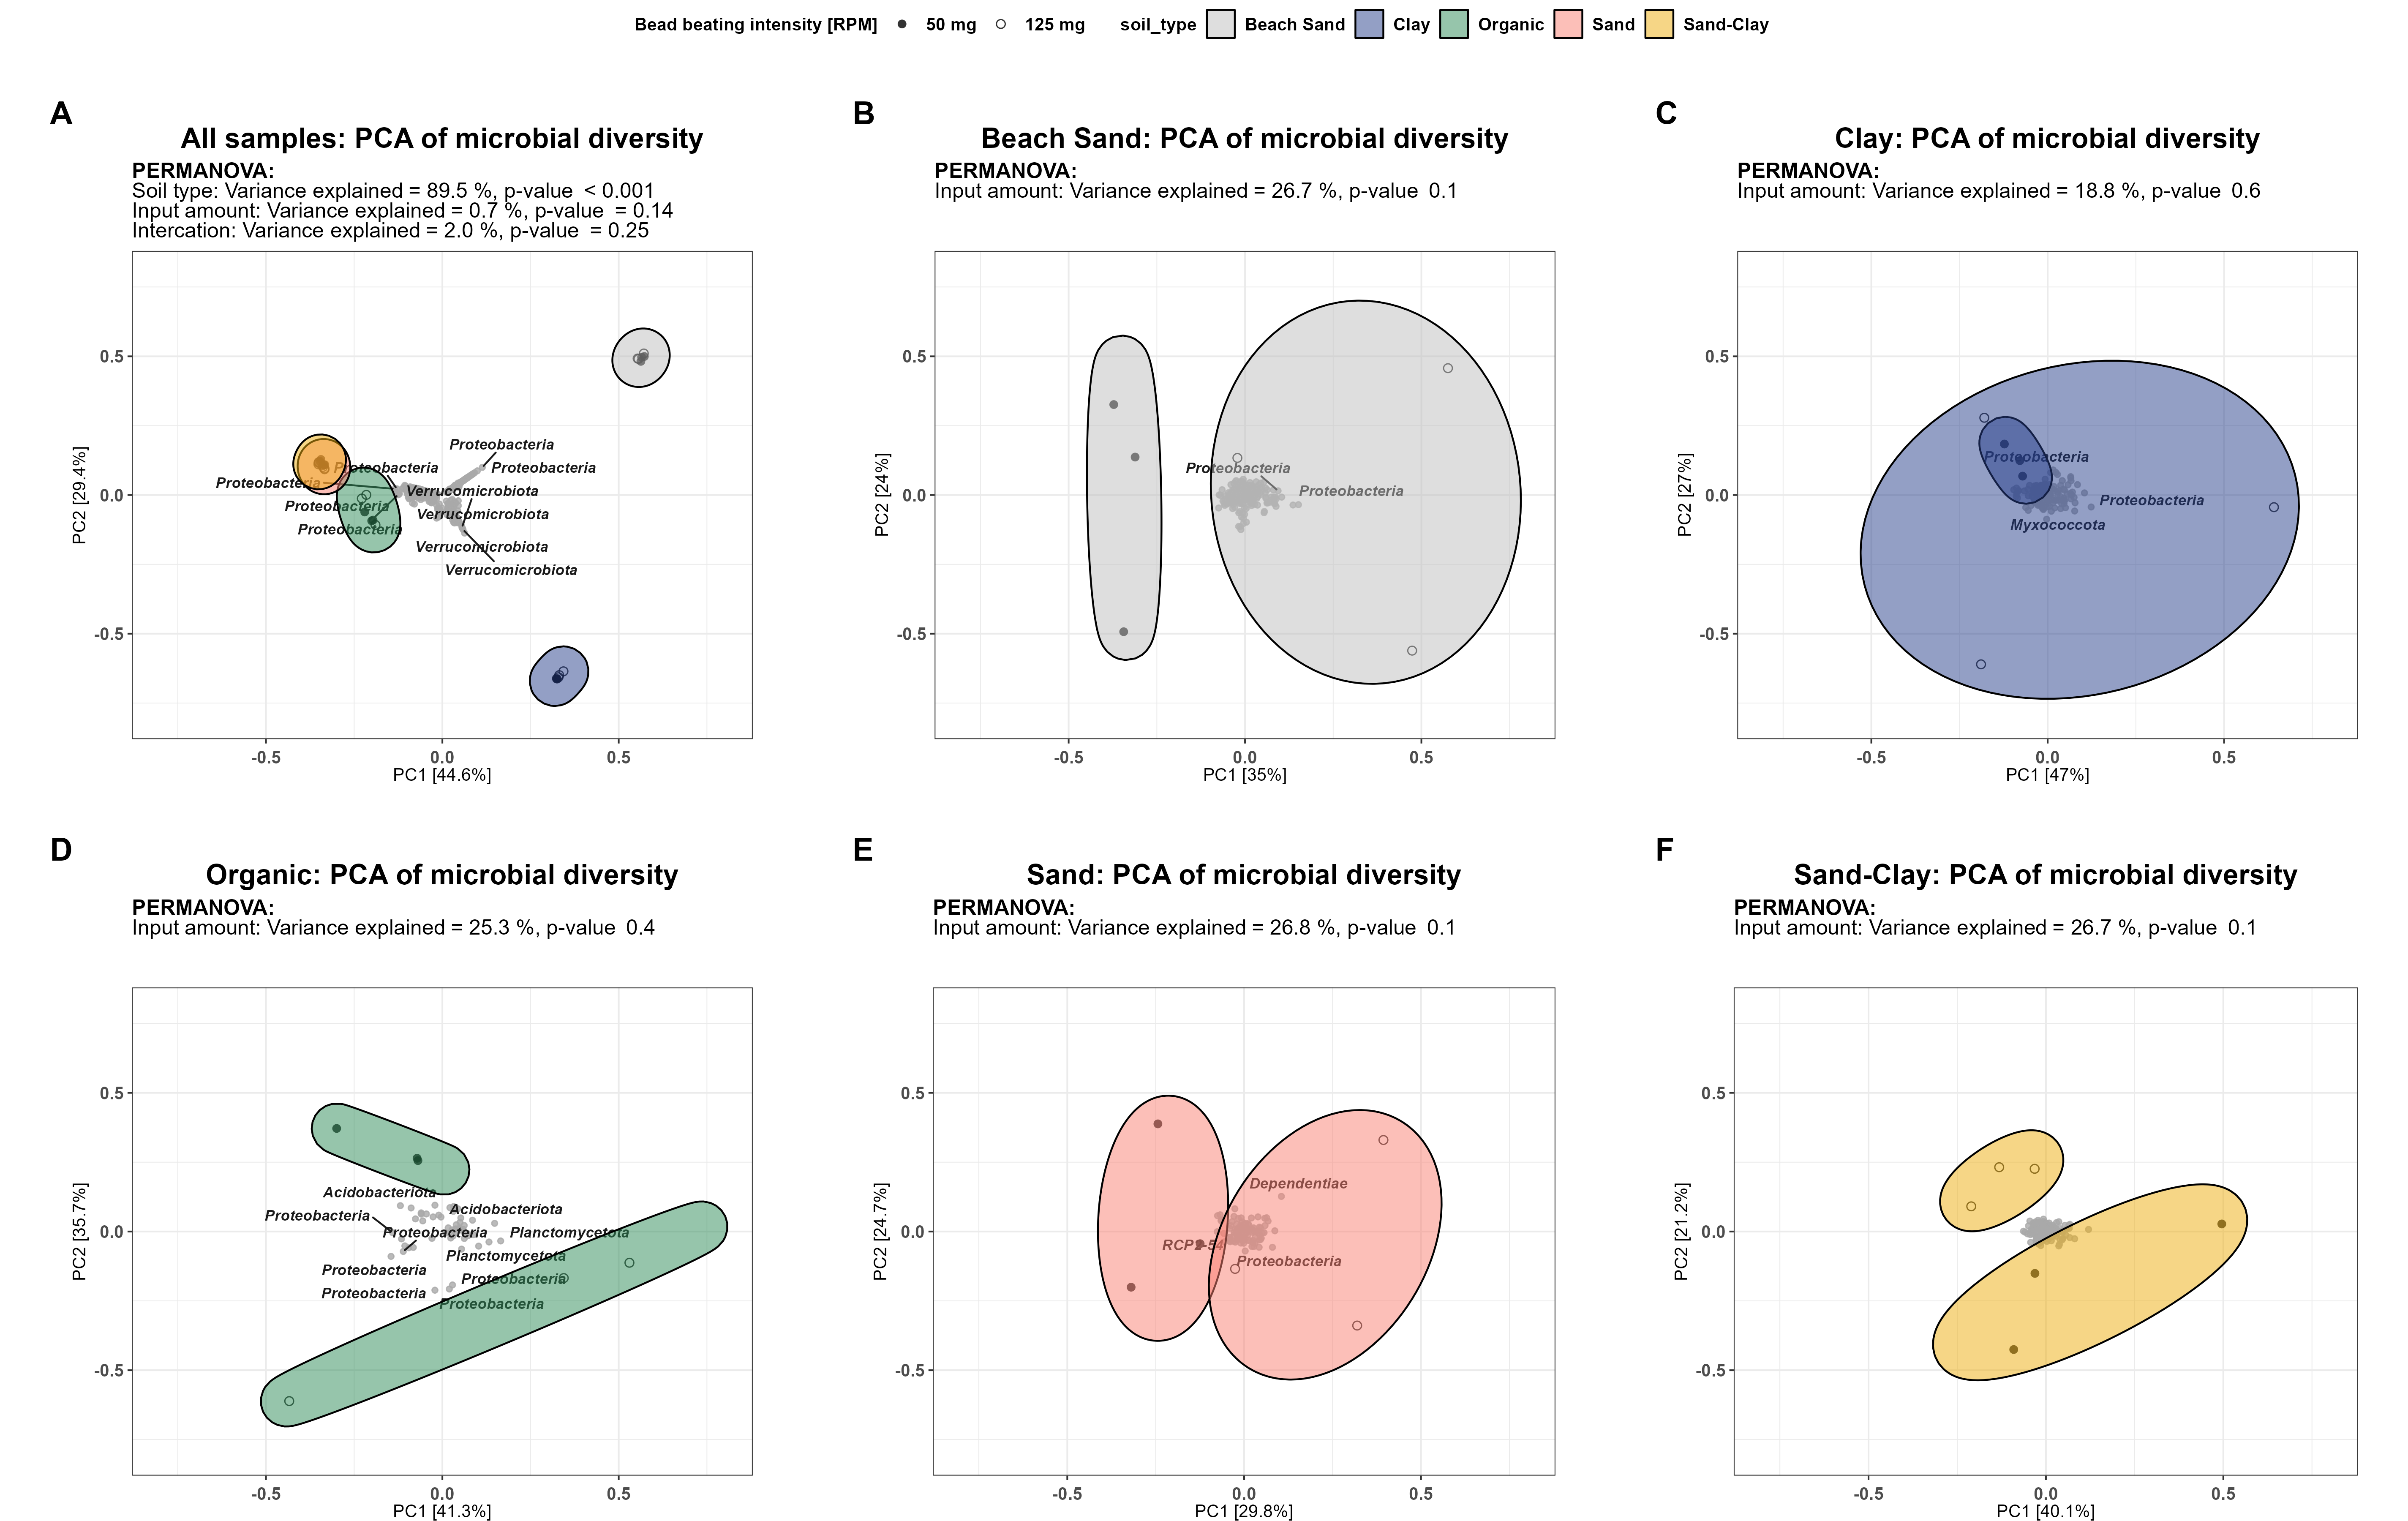 Bead beating intensity [RPM] 50 mg 125 mg soil_type Beach Sand Clay Organic Sand Sand-Clay
A
All samples: PCA of microbial diversity
PERMANOVA:
Soil type: Variance explained = 89.5 %, p-value < 0.001
Input amount: Variance explained = 0.7 %, p-value = 0.14
Intercation: Variance explained = 2.0 %, p-value = 0.25
Proteobacteria
Proteobacteria
Proteobacteria
Proteobacteria
Verrucomicrobiota
Proteobacteria
Verrucomicrobiota
Proteobacteria
Verrucomicrobiota
Verrucomicrobiota
0.5
0.0
-0.5
PC2 [29.4%]
-0.5 0.0 0.5
PC1 [44.6%]
B
Beach Sand: PCA of microbial diversity
PERMANOVA:
Input amount: Variance explained = 26.7 %, p-value 0.1
Proteobacteria
Proteobacteria
0.5
0.0
-0.5
PC2 [24%]
-0.5 0.0 0.5
PC1 [35%]
C
Clay: PCA of microbial diversity
PERMANOVA:
Input amount: Variance explained = 18.8 %, p-value 0.6
Proteobacteria
Proteobacteria
Myxococcota
0.5
0.0
-0.5
PC2 [27%]
-0.5 0.0 0.5
PC1 [47%]
D
Organic: PCA of microbial diversity
PERMANOVA:
Input amount: Variance explained = 25.3 %, p-value 0.4
Acidobacteriota
Acidobacteriota
Proteobacteria
Proteobacteria
Planctomycetota
Planctomycetota
Proteobacteria
Proteobacteria
Proteobacteria
Proteobacteria
0.5
0.0
-0.5
PC2 [35.7%]
-0.5 0.0 0.5
PC1 [41.3%]
E
Sand: PCA of microbial diversity
PERMANOVA:
Input amount: Variance explained = 26.8 %, p-value 0.1
Dependentiae
RCP2-54
Proteobacteria
0.5
0.0
-0.5
PC2 [24.7%]
-0.5 0.0 0.5
PC1 [29.8%]
F
Sand-Clay: PCA of microbial diversity
PERMANOVA:
Input amount: Variance explained = 26.7 %, p-value 0.1
0.5
0.0
-0.5
PC2 [21.2%]
-0.5 0.0 0.5
PC1 [40.1%]